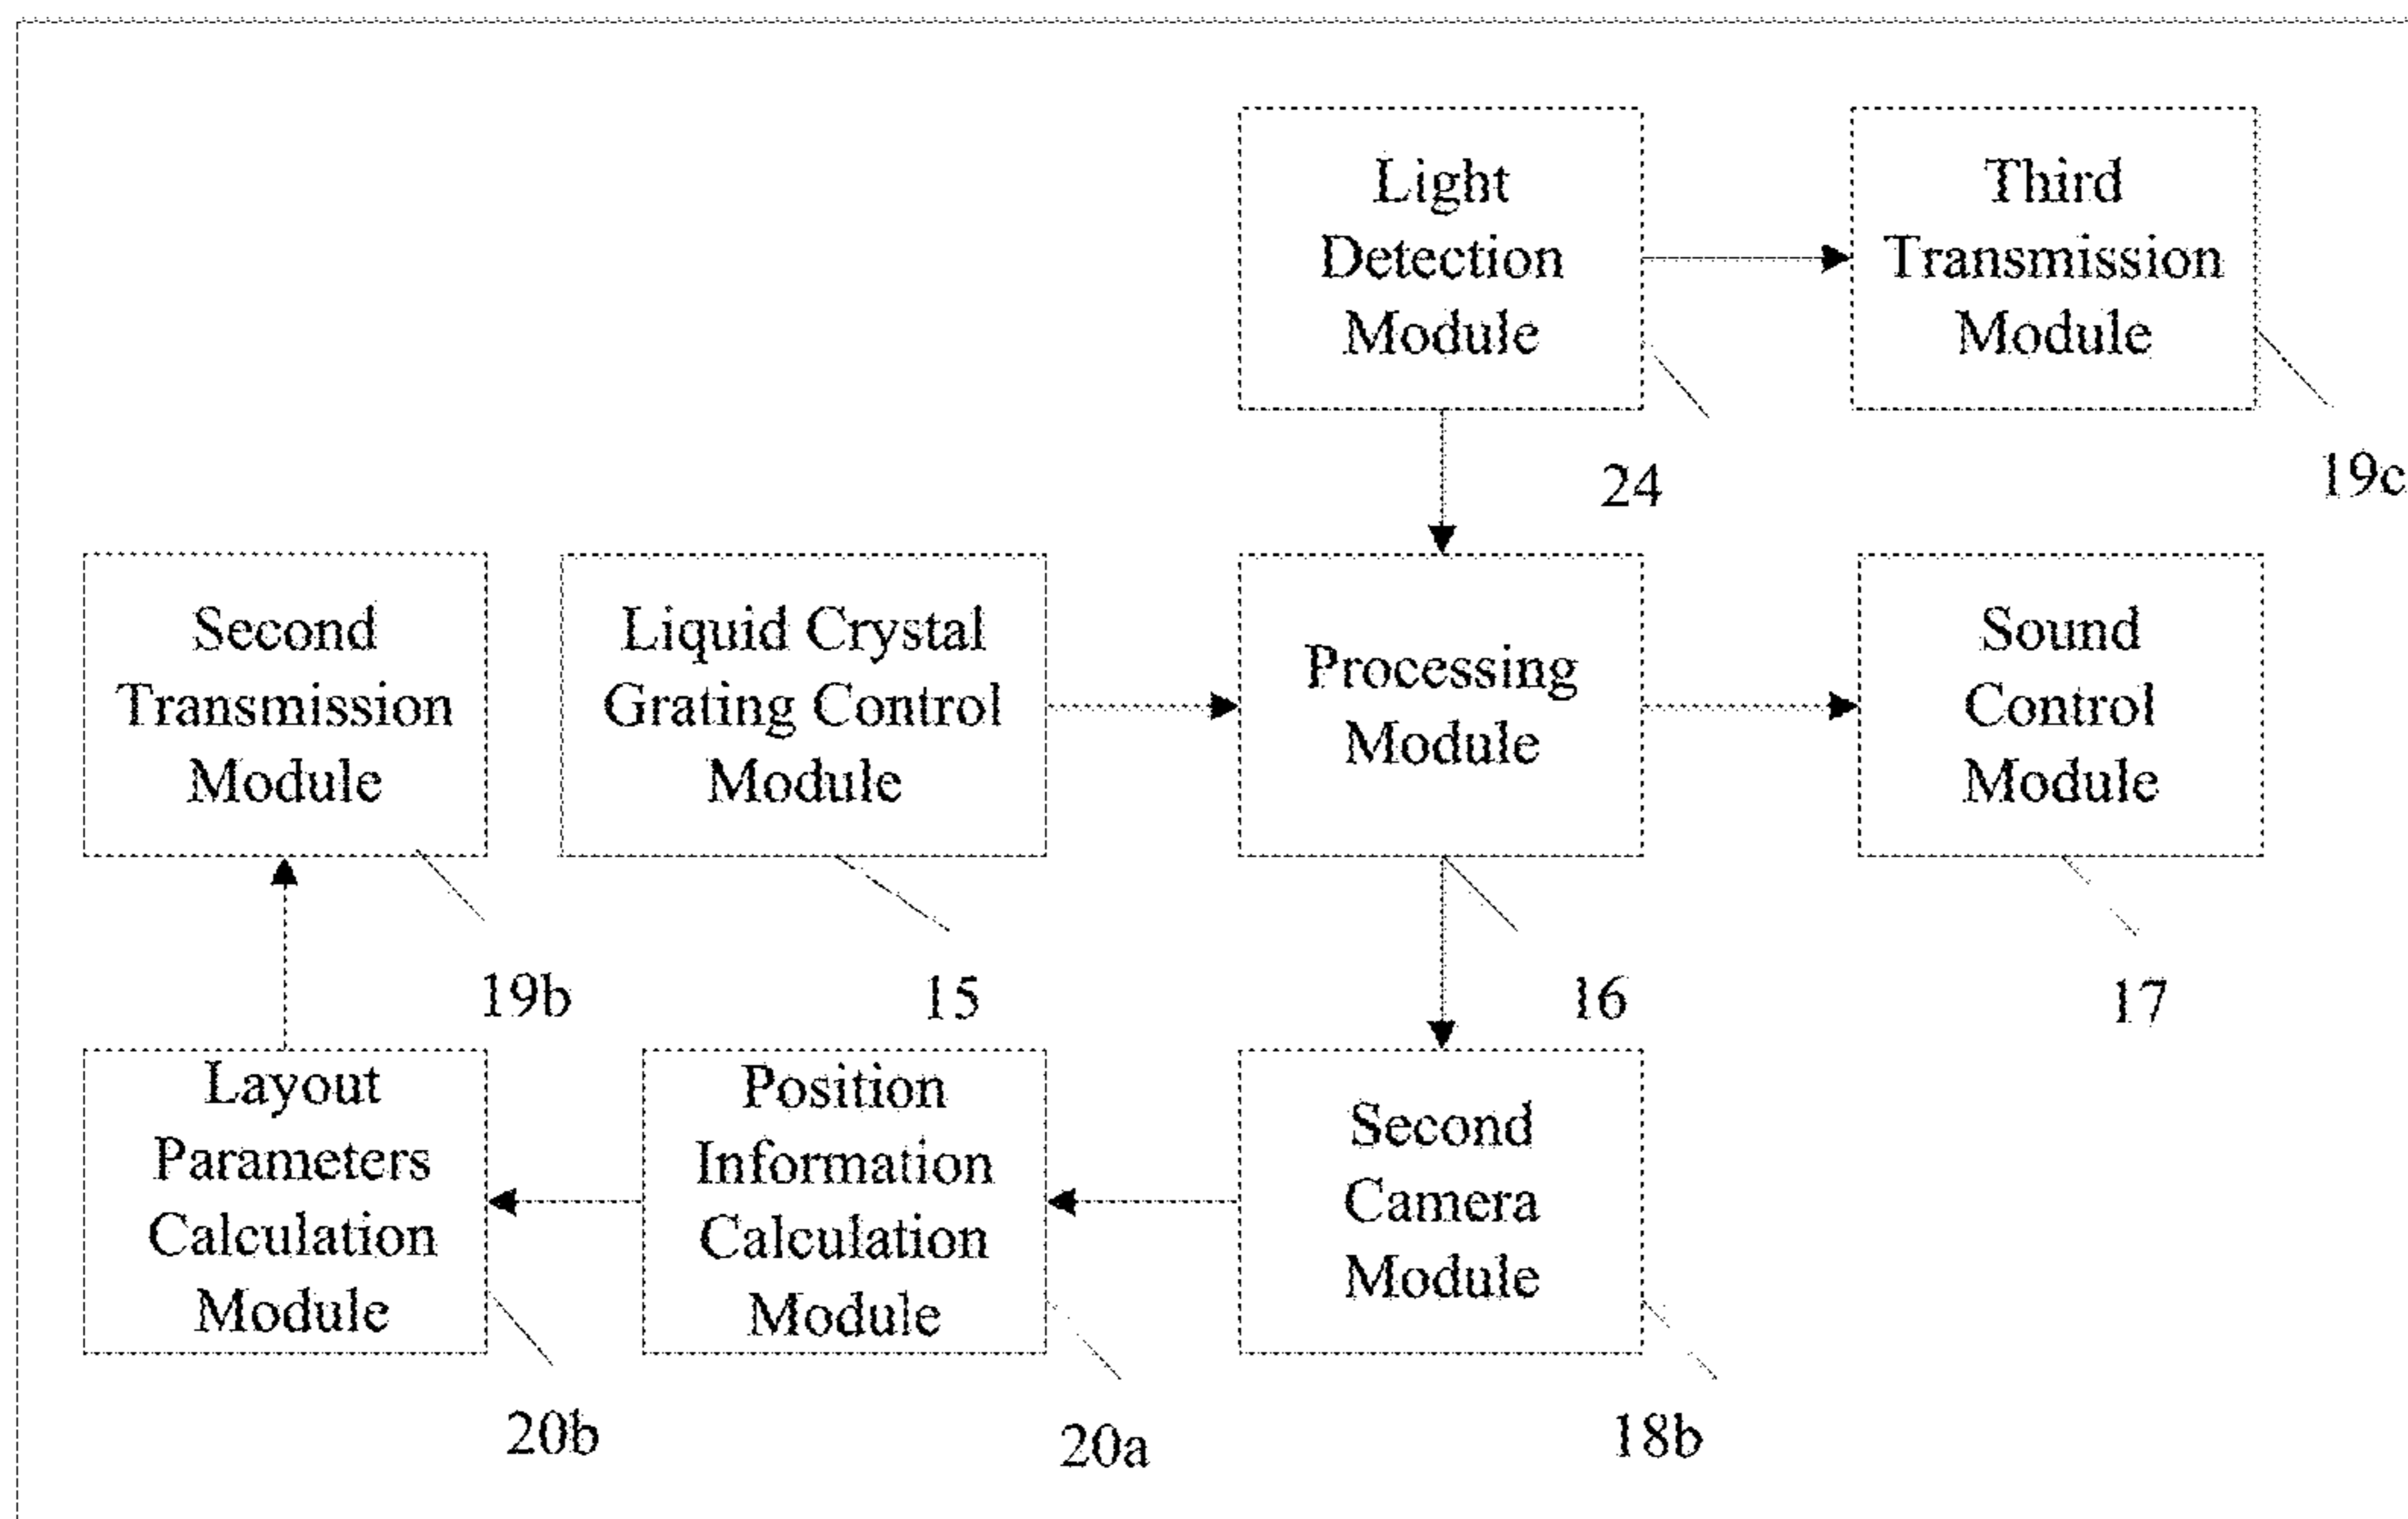 Light
Detection
Module
Third
Transmission
Module
24
19c
Second
Transmission
Module
Liquid Crystal
Grating Control
Module
Processing
Module
Sound
Control
Module
19b
15
16
17
Layout
Parameters
Calculation
Module
Position
Information
Calculation
Module
Second
Camera
Module
20b
20a
18b